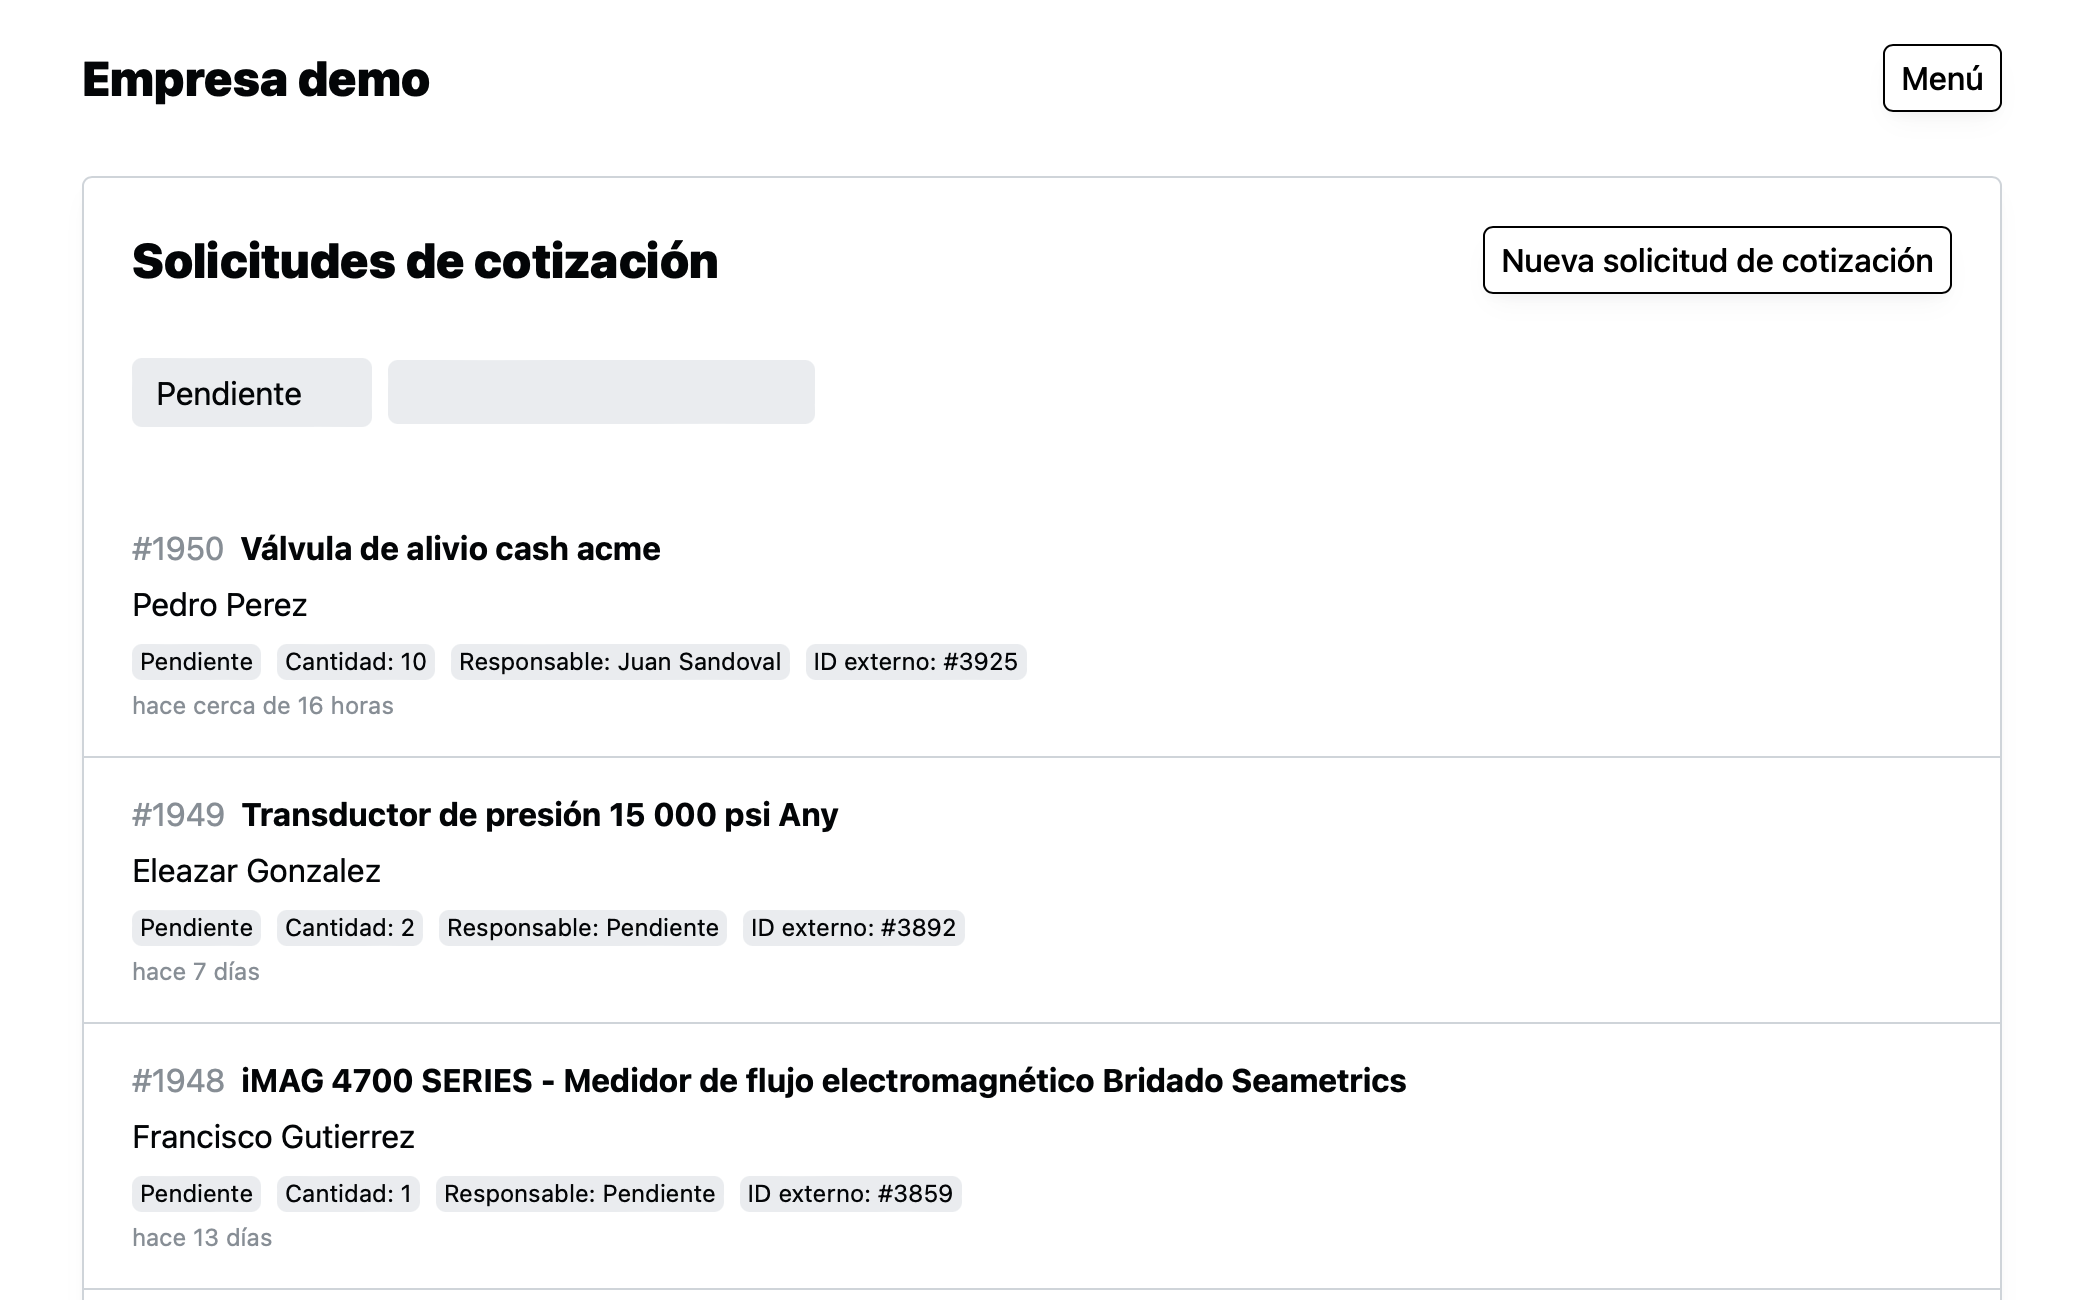 Empresa demo
Menú
Solicitudes de cotización
Nueva solicitud de cotización
Pendiente
#1950 Válvula de alivio cash acme
Pedro Perez
Pendiente Cantidad: 10 Responsable: Juan Sandoval ID externo: #3925
hace cerca de 16 horas
#1949 Transductor de presión 15 000 psi Any
Eleazar Gonzalez
Pendiente Cantidad: 2 Responsable: Pendiente ID externo: #3892
hace 7 días
#1948 iMAG 4700 SERIES - Medidor de flujo electromagnético Bridado Seametrics
Francisco Gutierrez
Pendiente Cantidad: 1 Responsable: Pendiente ID externo: #3859
hace 13 días